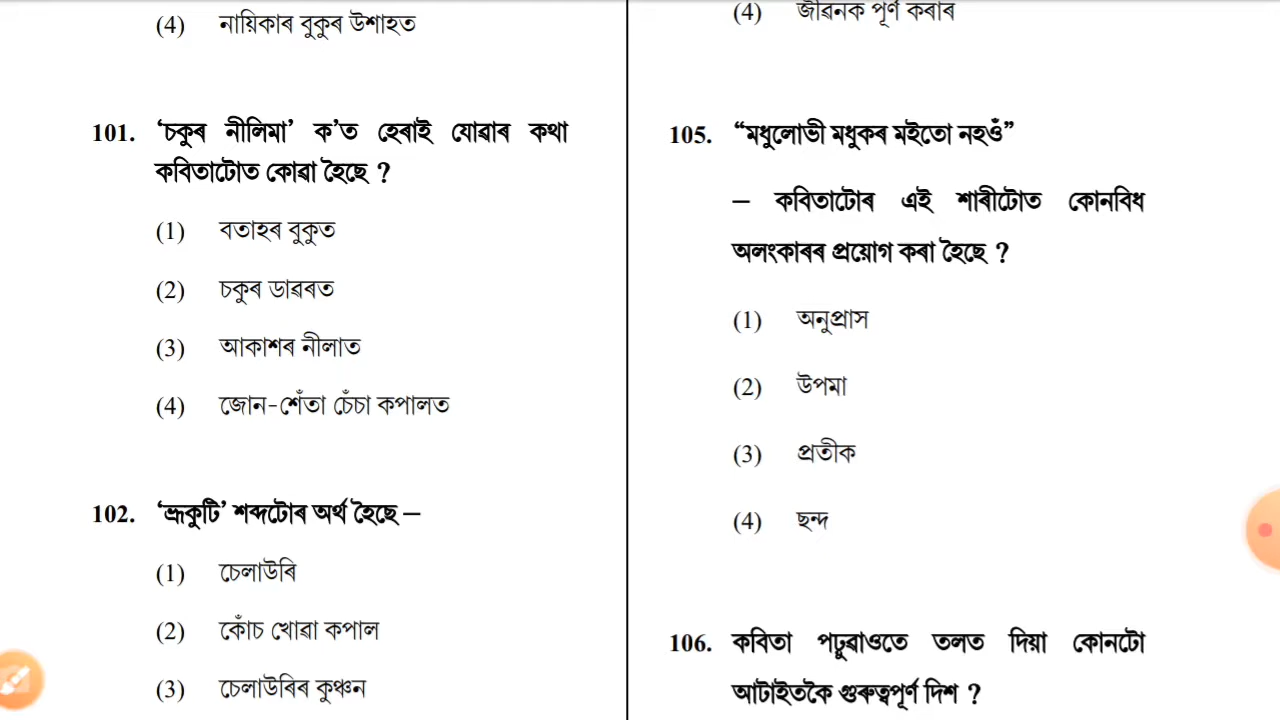 (4) নায়িকাৰ বুকুৰ উশাহত
101. ‘চকুৰ নীলিমা’ ক’ত হেৰাই যোৱাৰ কথা
কবিতাটোত কোৱা হৈছে ?
(1) বতাহৰ বুকুত
(2) চকুৰ ডাৱৰত
(3) আকাশৰ নীলাত
(4) জোন-শেঁতা চেঁচা কপালত
102. ‘ভ্ৰূকুটি’ শব্দটোৰ অৰ্থ হৈছে –
(1) চেলাউৰি
(2) কোঁচ খোৱা কপাল
(3) চেলাউৰিৰ কুঞ্চন
(4) জীৱনক পূৰ্ণ কৰাৰ
105. “মধুলোভী মধুকৰ মইতো নহওঁ”
– কবিতাটোৰ এই শাৰীটোত কোনবিধ
অলংকাৰৰ প্ৰয়োগ কৰা হৈছে ?
(1) অনুপ্ৰাস
(2) উপমা
(3) প্ৰতীক
(4) ছন্দ
106. কবিতা পঢ়ুৱাওতে তলত দিয়া কোনটো
আটাইতকৈ গুৰুত্বপূৰ্ণ দিশ ?